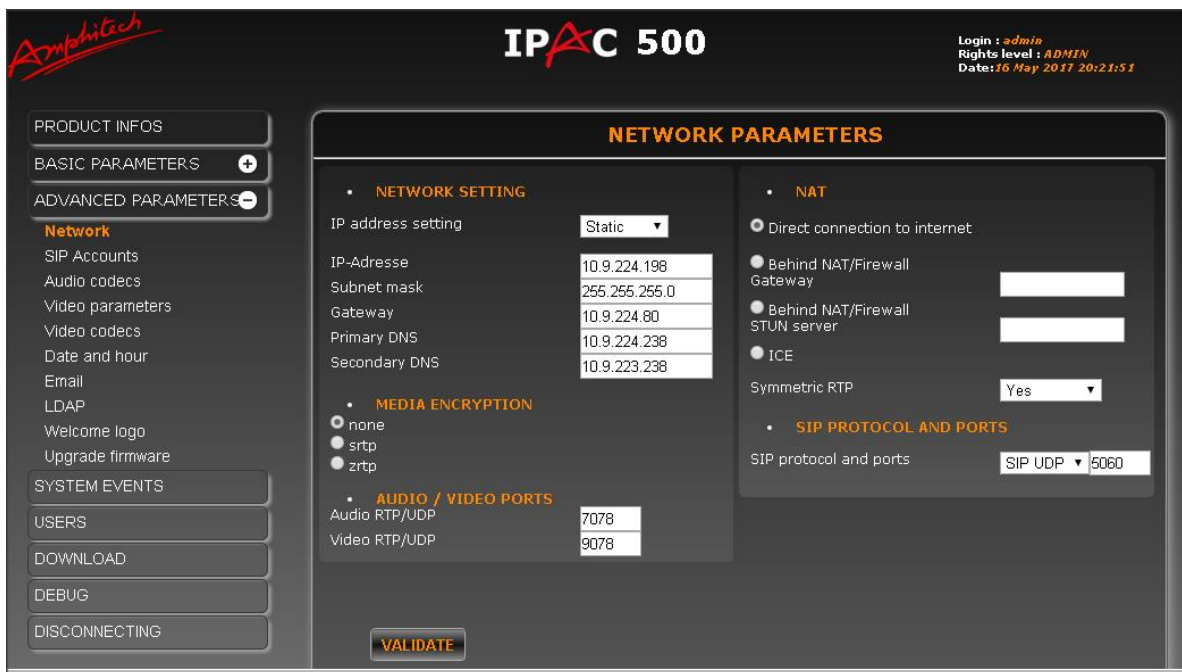 Amphitech
IPAC 500
Login : admin
Rights level : ADMIN
Date:16 May 2017 20:21:51
PRODUCT INFOS
BASIC PARAMETERS
ADVANCED PARAMETERS
Network
SIP Accounts
Audio codecs
Video parameters
Video codecs
Date and hour
Email
LDAP
Welcome logo
Upgrade firmware
SYSTEM EVENTS
USERS
DOWNLOAD
DEBUG
DISCONNECTING
NETWORK PARAMETERS
• NETWORK SETTING
IP address setting Static
IP-Adresse 10.9.224.198
Subnet mask 255.255.255.0
Gateway 10.9.224.80
Primary DNS 10.9.224.238
Secondary DNS 10.9.223.238
• MEDIA ENCRYPTION
none
srtp
zrtp
• AUDIO / VIDEO PORTS
Audio RTP/UDP 7078
Video RTP/UDP 9078
• NAT
Direct connection to internet
Behind NAT/Firewall
Gateway
Behind NAT/Firewall
STUN server
ICE
Symmetric RTP Yes
• SIP PROTOCOL AND PORTS
SIP protocol and ports SIP UDP 5060
VALIDATE